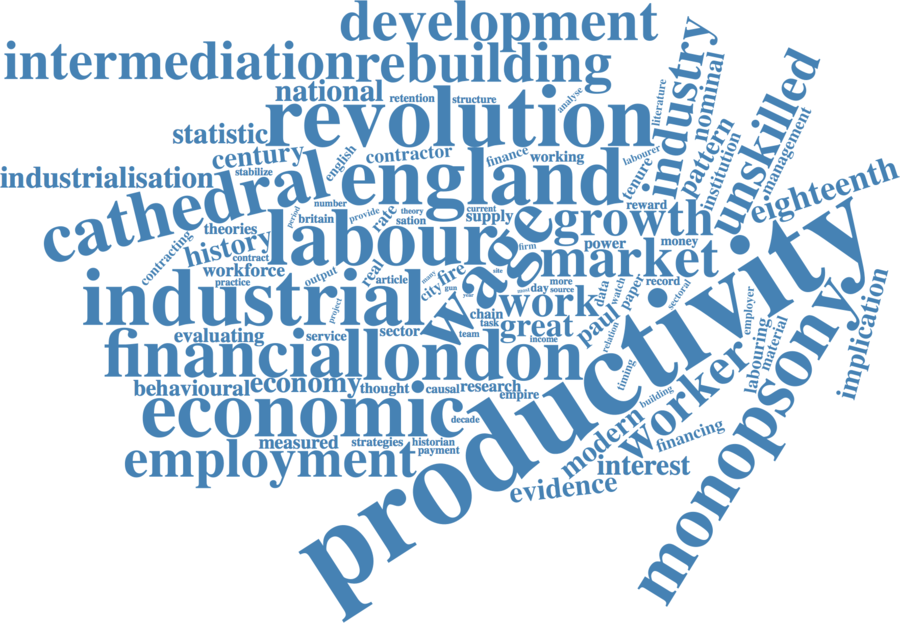 development
intermediation
rebuilding
industry
national
retention
structure
analyse
literature
nominal
unskilled
revolution
statistic
century
contractor
finance
working
labourer
pattern
institution
management
industrialisation
stabilize
english
england
tenure
reward
eighteenth
cathedral
number
period
britain
provide
theory
sation
current
supply
growth
theories
history
rate
labour
wage
firm
power
money
market
contracting
contract
workforce
practice
output
real
article
many
city
fire
gun
year
site
age
day
more
source
data
watch
paper
record
sectoral
productivity
industrial
project
chain
task
team
work
great
income
paul
relation
employer
labouring
material
implication
evaluating
service
sector
financial
london
timing
worker
monopsony
behavioural
economy
thought
causal
research
empire
building
economic
decade
modern
financing
measured
strategies
historian
payment
employment
interest
evidence